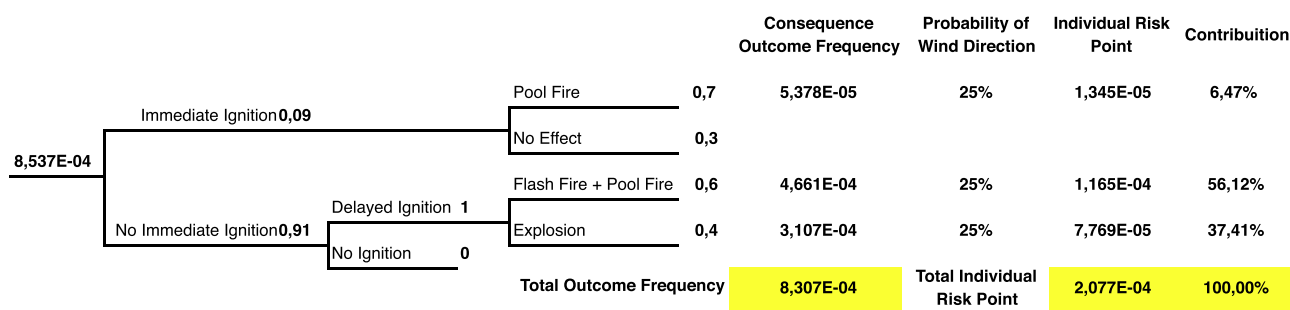 Consequence Probability of Individual Risk Contribuition
Outcome Frequency Wind Direction Point
Pool Fire 0,7 5,378E-05 25% 1,345E-05 6,47%
Immediate Ignition 0,09
No Effect 0,3
8,537E-04
Flash Fire + Pool Fire 0,6 4,661E-04 25% 1,165E-04 56,12%
Delayed Ignition 1
No Immediate Ignition 0,91 Explosion 0,4 3,107E-04 25% 7,769E-05 37,41%
No Ignition 0
Total Outcome Frequency 8,307E-04 Total Individual 2,077E-04 100,00%
Risk Point